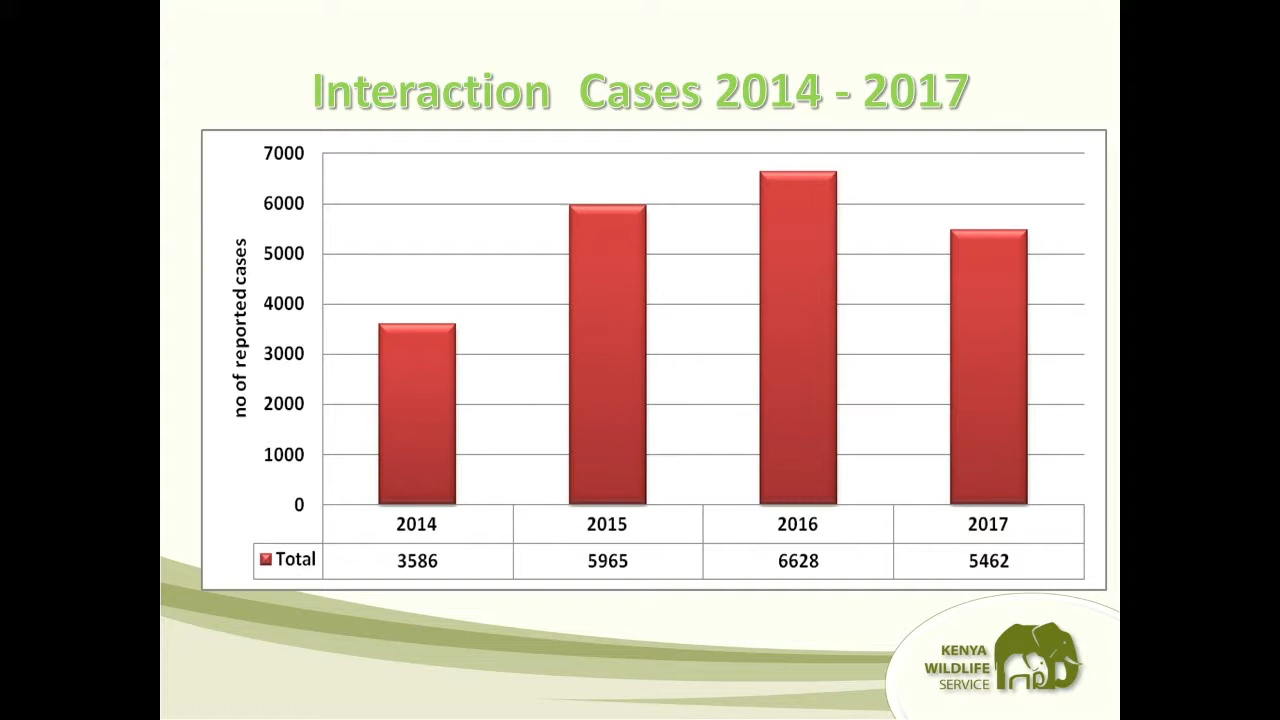 Interaction Cases 2014 - 2017
no of reported cases
7000
6000
5000
4000
3000
2000
1000
0
2014 2015 2016 2017
Total 3586 5965 6628 5462
KENYA
WILDLIFE
SERVICE